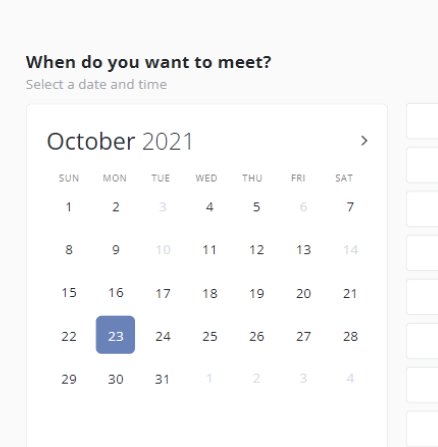 When do you want to meet?
Select a date and time
October 2021
SUN MON TUE WED THU FRI SAT
1 2 3 4 5 6 7
8 9 10 11 12 13 14
15 16 17 18 19 20 21
22 23 24 25 26 27 28
29 30 31 1 2 3 4